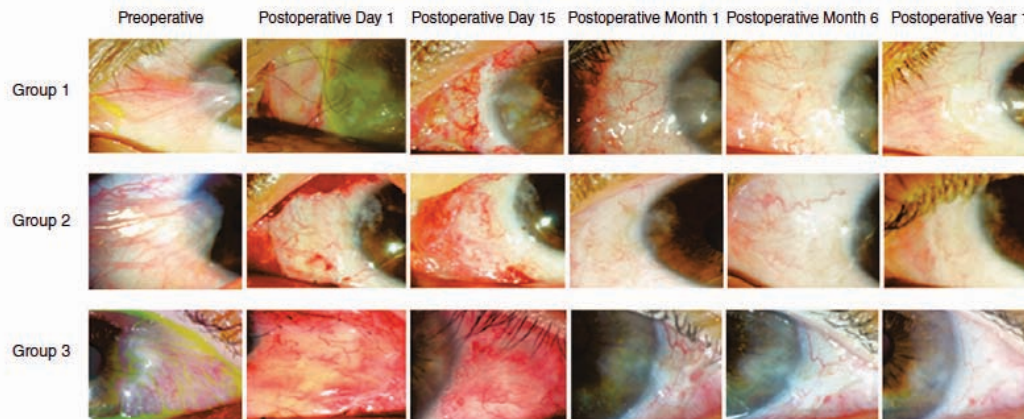 Preoperative
Postoperative Day 1
Postoperative Day 15
Postoperative Month 1
Postoperative Month 6
Postoperative Year
Group 1
Group 2
Group 3